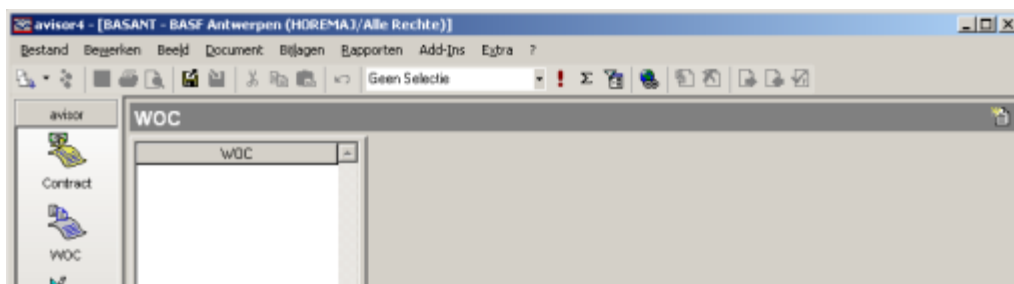 avisor4 - [BASANT - BASF Antwerpen (HOREMAJ/Alle Rechte)]
Bestand Bewerken Beeld Document Bijlagen Rapporten Add-Ins Extra ?
Geen Selectie
avisor
WOC
WOC
Contract
WOC